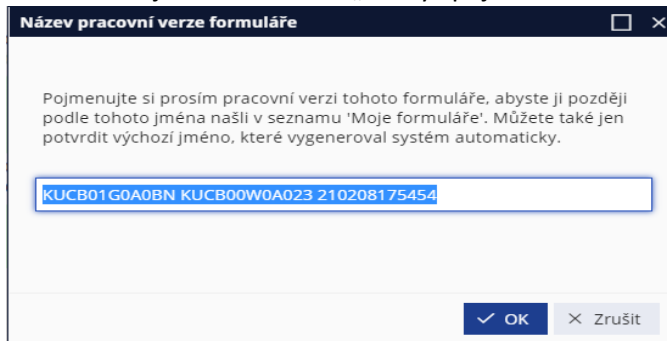 Název pracovní verze formuláře
Pojmenujte si prosím pracovní verzi tohoto formuláře, abyste ji později
podle tohoto jména našli v seznamu 'Moje formuláře'. Můžete také jen
potvrdit výchozí jméno, které vygeneroval systém automaticky.
KUCB01G0A0BN KUCB00W0A023 210208175454
OK Zrušit